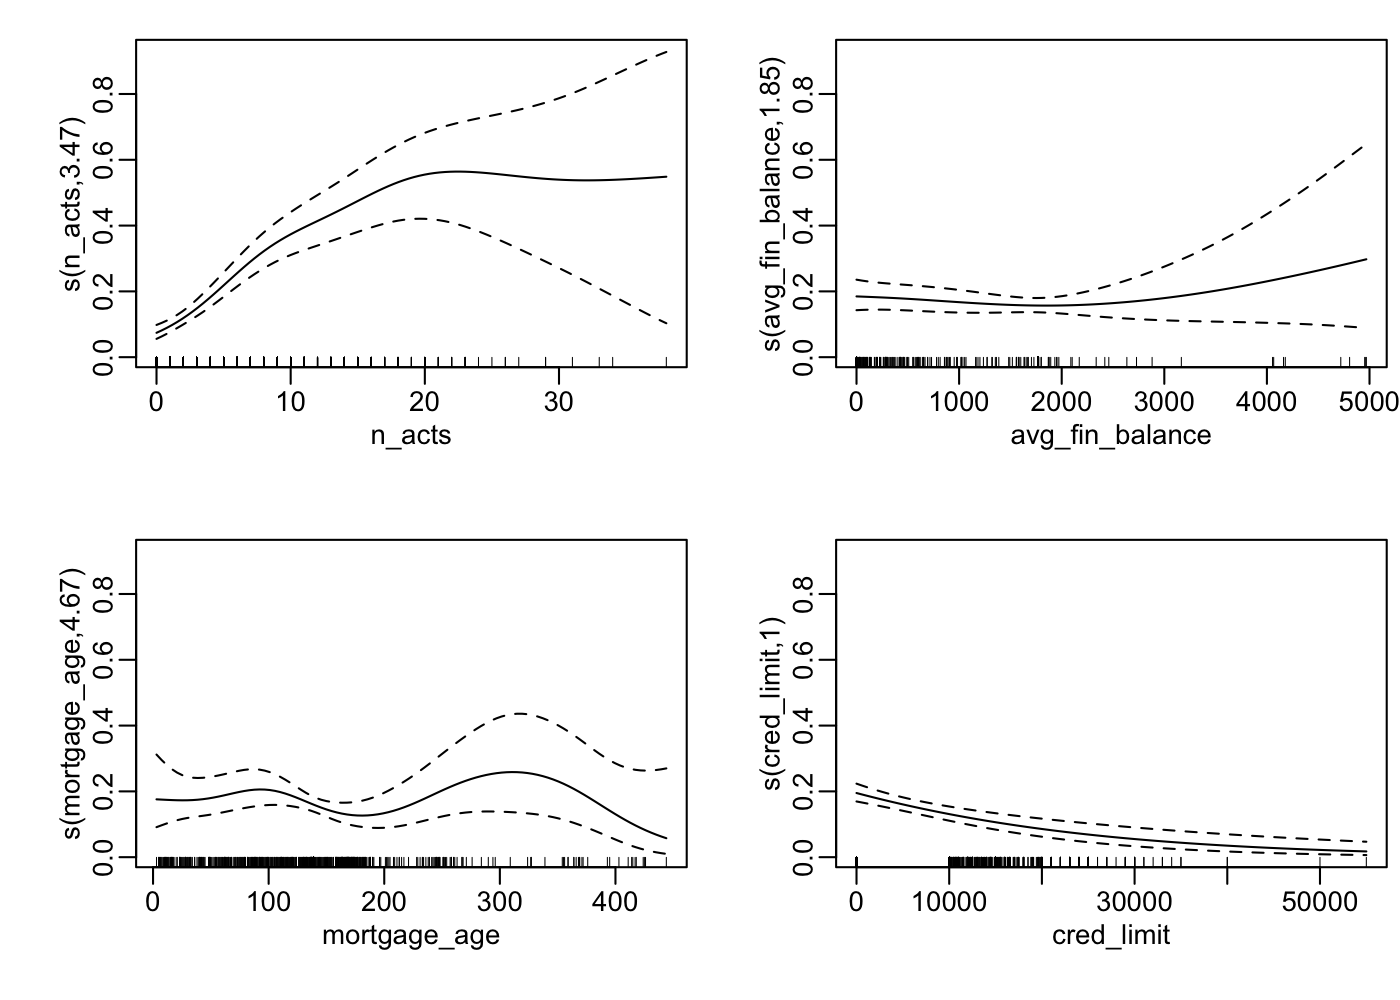 s(n_acts,3.47)
0.0 0.2 0.4 0.6 0.8
0 10 20 30
n_acts
s(avg_fin_balance,1.85)
0.0 0.2 0.4 0.6 0.8
0 1000 2000 3000 4000 5000
avg_fin_balance
s(mortgage_age,4.67)
0.0 0.2 0.4 0.6 0.8
0 100 200 300 400
mortgage_age
s(cred_limit,1)
0.0 0.2 0.4 0.6 0.8
0 10000 30000 50000
cred_limit